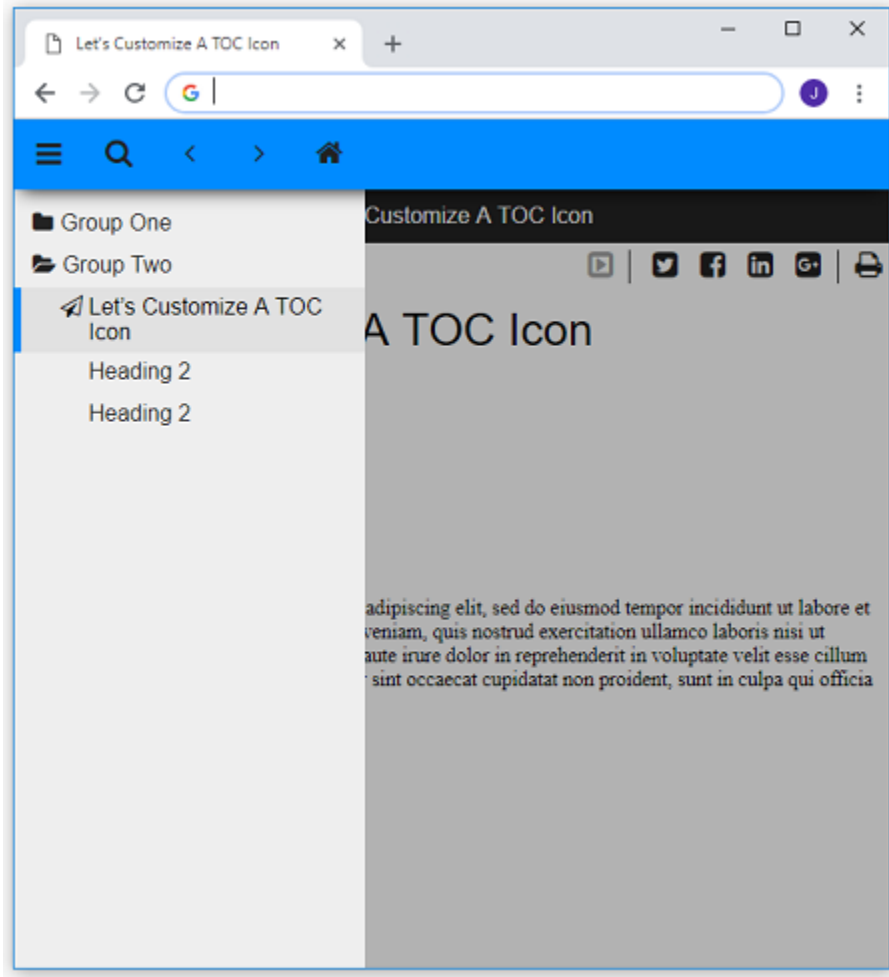 Let's Customize A TOC Icon
J
Group One
Customize A TOC Icon
Group Two
Let's Customize A TOC
Icon
A TOC Icon
Heading 2
Heading 2
adipiscing elit, sed do eiusmod tempor incididunt ut labore et
veniam, quis nostrud exercitation ullamco laboris nisi ut
aute irure dolor in reprehenderit in voluptate velit esse cillum
sint occaecat cupidatat non proident, sunt in culpa qui officia